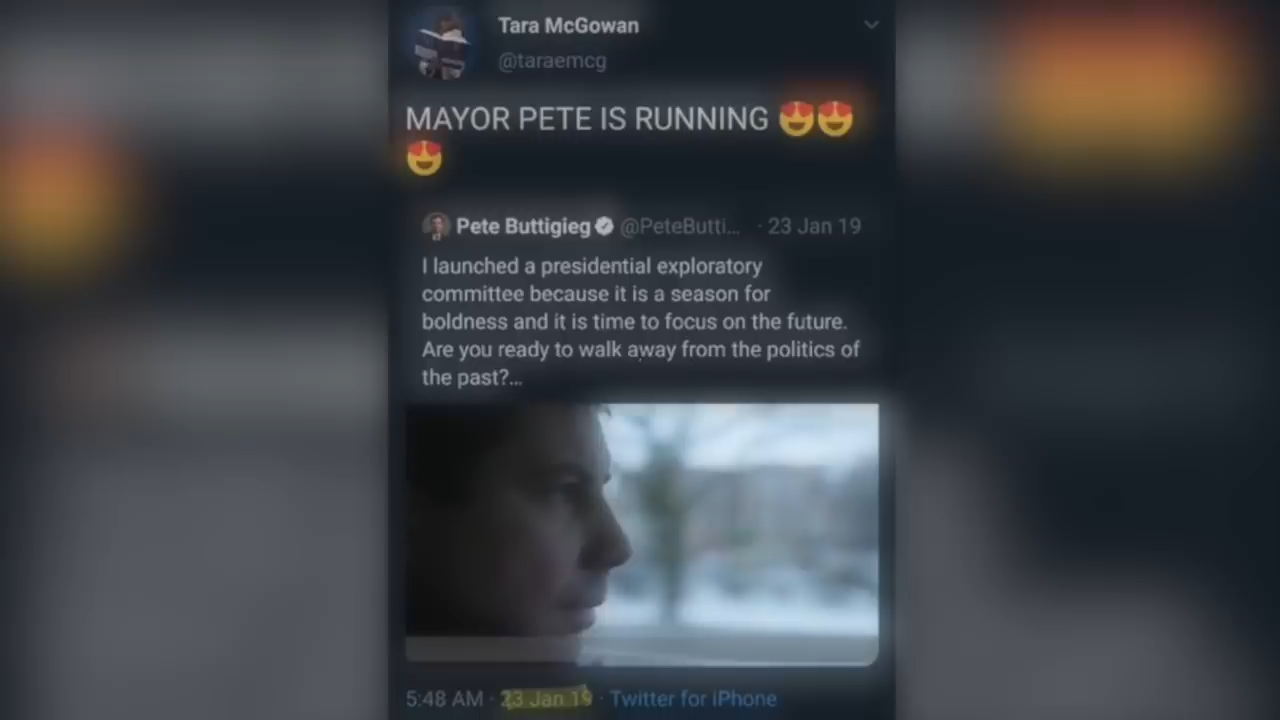 Tara McGowan
@taraemcg
MAYOR PETE IS RUNNING 😍😍
😍
Pete Buttigieg @PeteButti... · 23 Jan 19
I launched a presidential exploratory
committee because it is a season for
boldness and it is time to focus on the future.
Are you ready to walk away from the politics of
the past?...
5:48 AM · 23 Jan 19 · Twitter for iPhone